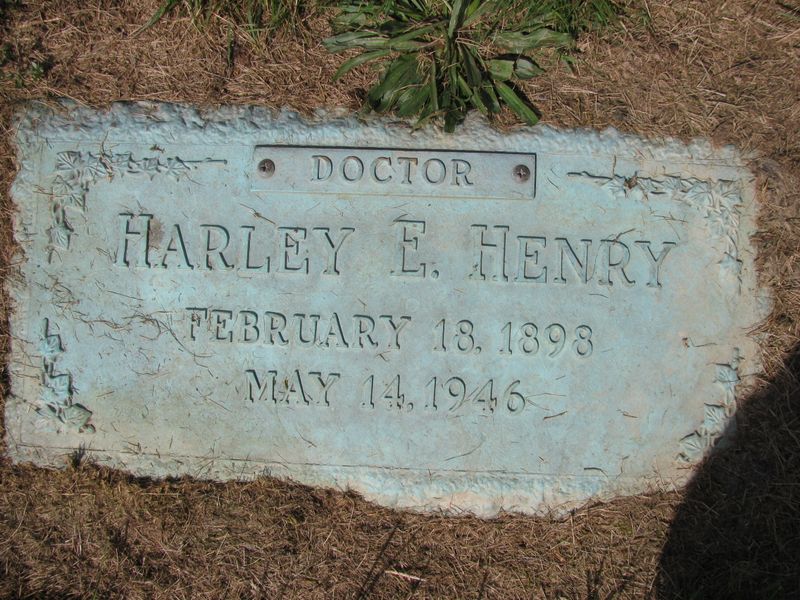 DOCTOR
HARLEY E. HENRY
FEBRUARY 18, 1898
MAY 14, 1946